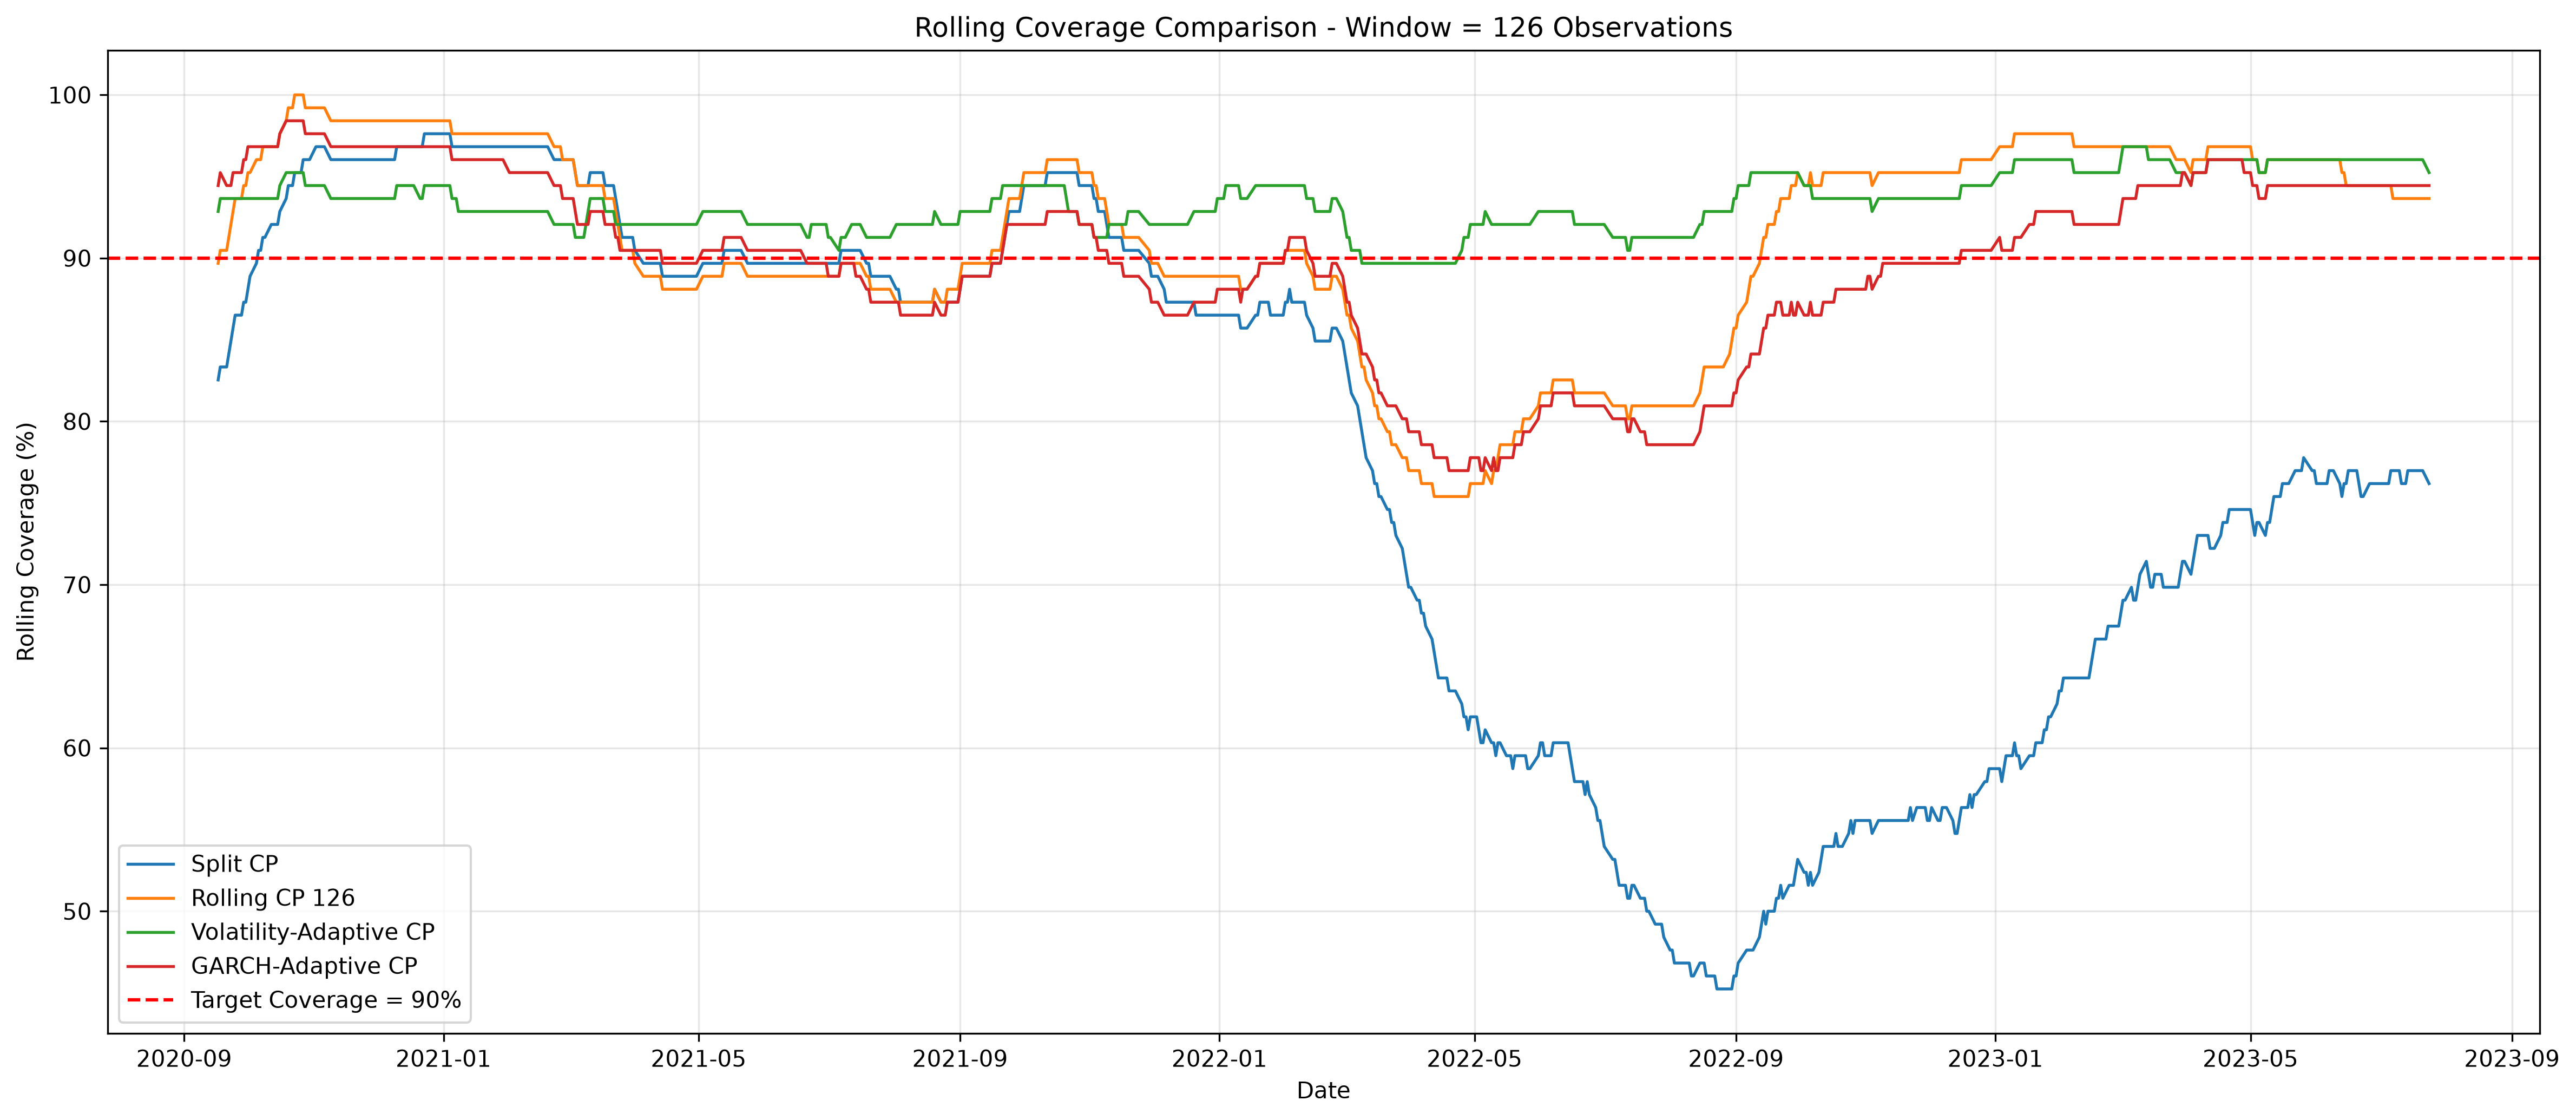 Rolling Coverage Comparison - Window = 126 Observations
Rolling Coverage (%)
100
90
80
70
60
50
Split CP
Rolling CP 126
Volatility-Adaptive CP
GARCH-Adaptive CP
Target Coverage = 90%
2020-09 2021-01 2021-05 2021-09 2022-01 2022-05 2022-09 2023-01 2023-05 2023-09
Date